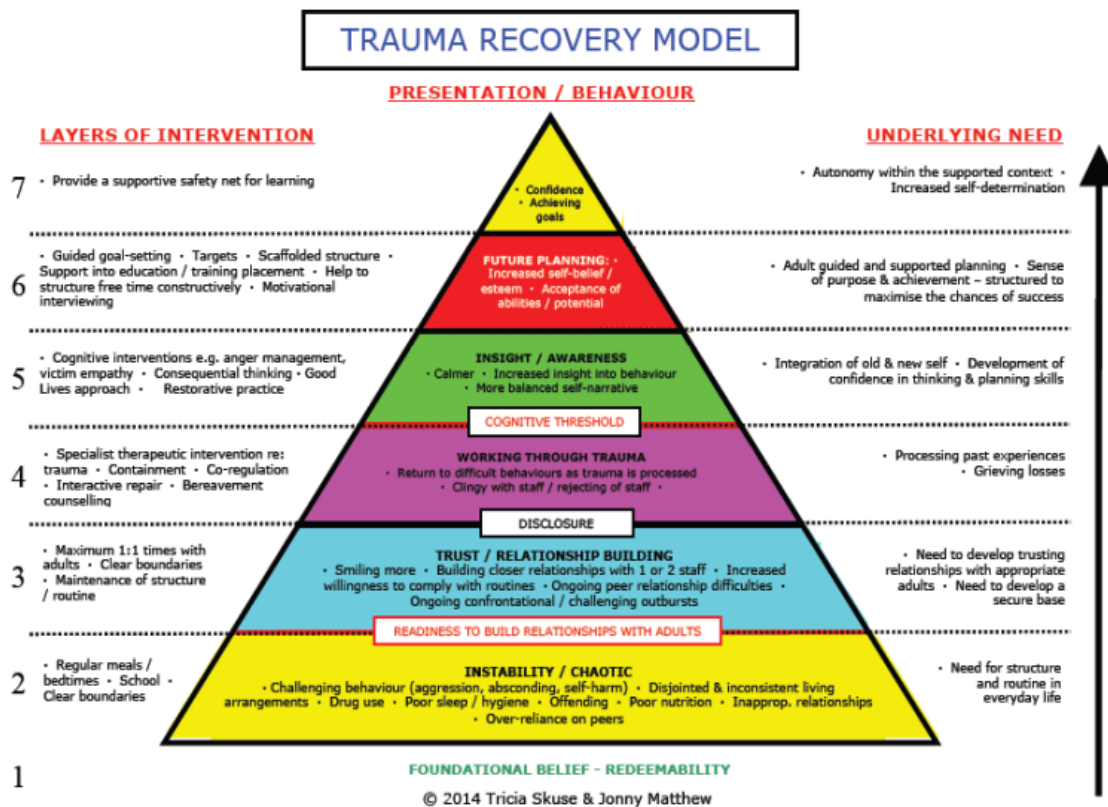 TRAUMA RECOVERY MODEL
PRESENTATION / BEHAVIOUR
LAYERS OF INTERVENTION
UNDERLYING NEED
7
· Provide a supportive safety net for learning
· Confidence
· Achieving
goals
· Autonomy within the supported context ·
Increased self-determination
6
· Guided goal-setting · Targets · Scaffolded structure ·
Support into education / training placement · Help to
structure free time constructively · Motivational
interviewing
FUTURE PLANNING: ·
Increased self-belief /
esteem · Acceptance of
abilities / potential
· Adult guided and supported planning · Sense
of purpose & achievement – structured to
maximise the chances of success
5
· Cognitive interventions e.g. anger management,
victim empathy · Consequential thinking · Good
Lives approach · Restorative practice
INSIGHT / AWARENESS
· Calmer · Increased insight into behaviour
· More balanced self-narrative
· Integration of old & new self · Development of
confidence in thinking & planning skills
COGNITIVE THRESHOLD
4
· Specialist therapeutic intervention re:
trauma · Containment · Co-regulation
· Interactive repair · Bereavement
counselling
WORKING THROUGH TRAUMA
· Return to difficult behaviours as trauma is processed
· Clingy with staff / rejecting of staff ·
· Processing past experiences
· Grieving losses
DISCLOSURE
3
· Maximum 1:1 times with
adults · Clear boundaries
· Maintenance of structure
/ routine
TRUST / RELATIONSHIP BUILDING
· Smiling more · Building closer relationships with 1 or 2 staff · Increased
willingness to comply with routines · Ongoing peer relationship difficulties ·
Ongoing confrontational / challenging outbursts
· Need to develop trusting
relationships with appropriate
adults · Need to develop a
secure base
READINESS TO BUILD RELATIONSHIPS WITH ADULTS
2
· Regular meals /
bedtimes · School ·
Clear boundaries
INSTABILITY / CHAOTIC
· Challenging behaviour (aggression, absconding, self-harm) · Disjointed & inconsistent living
arrangements · Drug use · Poor sleep / hygiene · Offending · Poor nutrition · Inapprop. relationships
· Over-reliance on peers
· Need for structure
and routine in
everyday life
1
FOUNDATIONAL BELIEF - REDEEMABILITY
© 2014 Tricia Skuse & Jonny Matthew